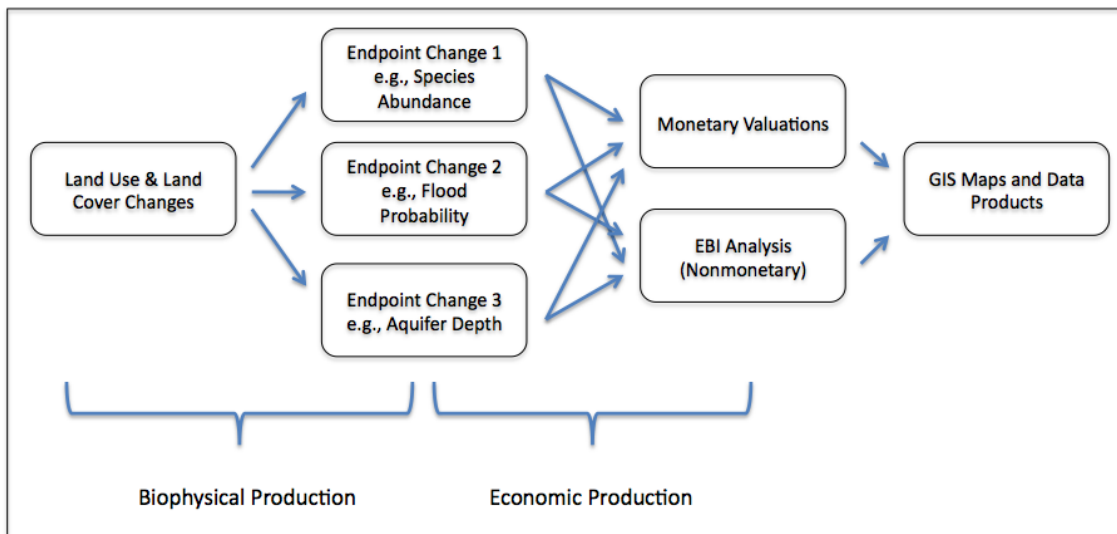 Land Use & Land
Cover Changes
Endpoint Change 1
e.g., Species
Abundance
Endpoint Change 2
e.g., Flood
Probability
Endpoint Change 3
e.g., Aquifer Depth
Monetary Valuations
EBI Analysis
(Nonmonetary)
GIS Maps and Data
Products
Biophysical Production
Economic Production